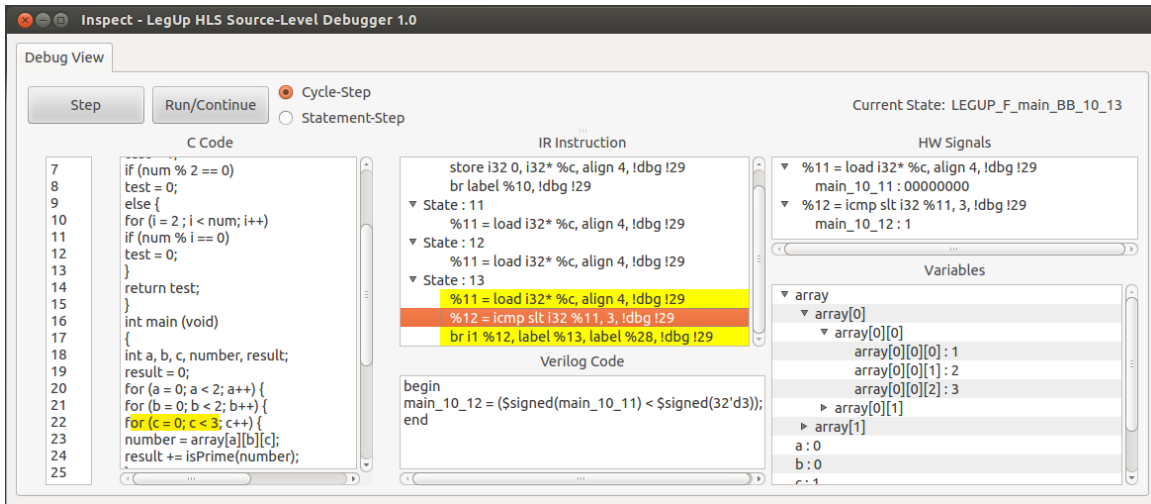 Inspect - LegUp HLS Source-Level Debugger 1.0
Debug View
Step
Run/Continue
Cycle-Step
Statement-Step
Current State: LEGUP_F_main_BB_10_13
C Code
7 if (num % 2 == 0)
8 test = 0;
9 else {
10 for (i = 2 ; i < num; i++)
11 if (num % i == 0)
12 test = 0;
13 }
14 return test;
15 }
16 int main (void)
17 {
18 int a, b, c, number, result;
19 result = 0;
20 for (a = 0; a < 2; a++) {
21 for (b = 0; b < 2; b++) {
22 for (c = 0; c < 3; c++) {
23 number = array[a][b][c];
24 result += isPrime(number);
25
IR Instruction
store i32 0, i32* %c, align 4, !dbg !29
br label %10, !dbg !29
State : 11
%11 = load i32* %c, align 4, !dbg !29
State : 12
%11 = load i32* %c, align 4, !dbg !29
State : 13
%11 = load i32* %c, align 4, !dbg !29
%12 = icmp slt i32 %11, 3, !dbg !29
br i1 %12, label %13, label %28, !dbg !29
Verilog Code
begin
main_10_12 = ($signed(main_10_11) < $signed(32'd3));
end
HW Signals
%11 = load i32* %c, align 4, !dbg !29
main_10_11 : 00000000
%12 = icmp slt i32 %11, 3, !dbg !29
main_10_12 : 1
Variables
array
array[0]
array[0][0]
array[0][0][0] : 1
array[0][0][1] : 2
array[0][0][2] : 3
array[0][1]
array[1]
a : 0
b : 0
c : 1